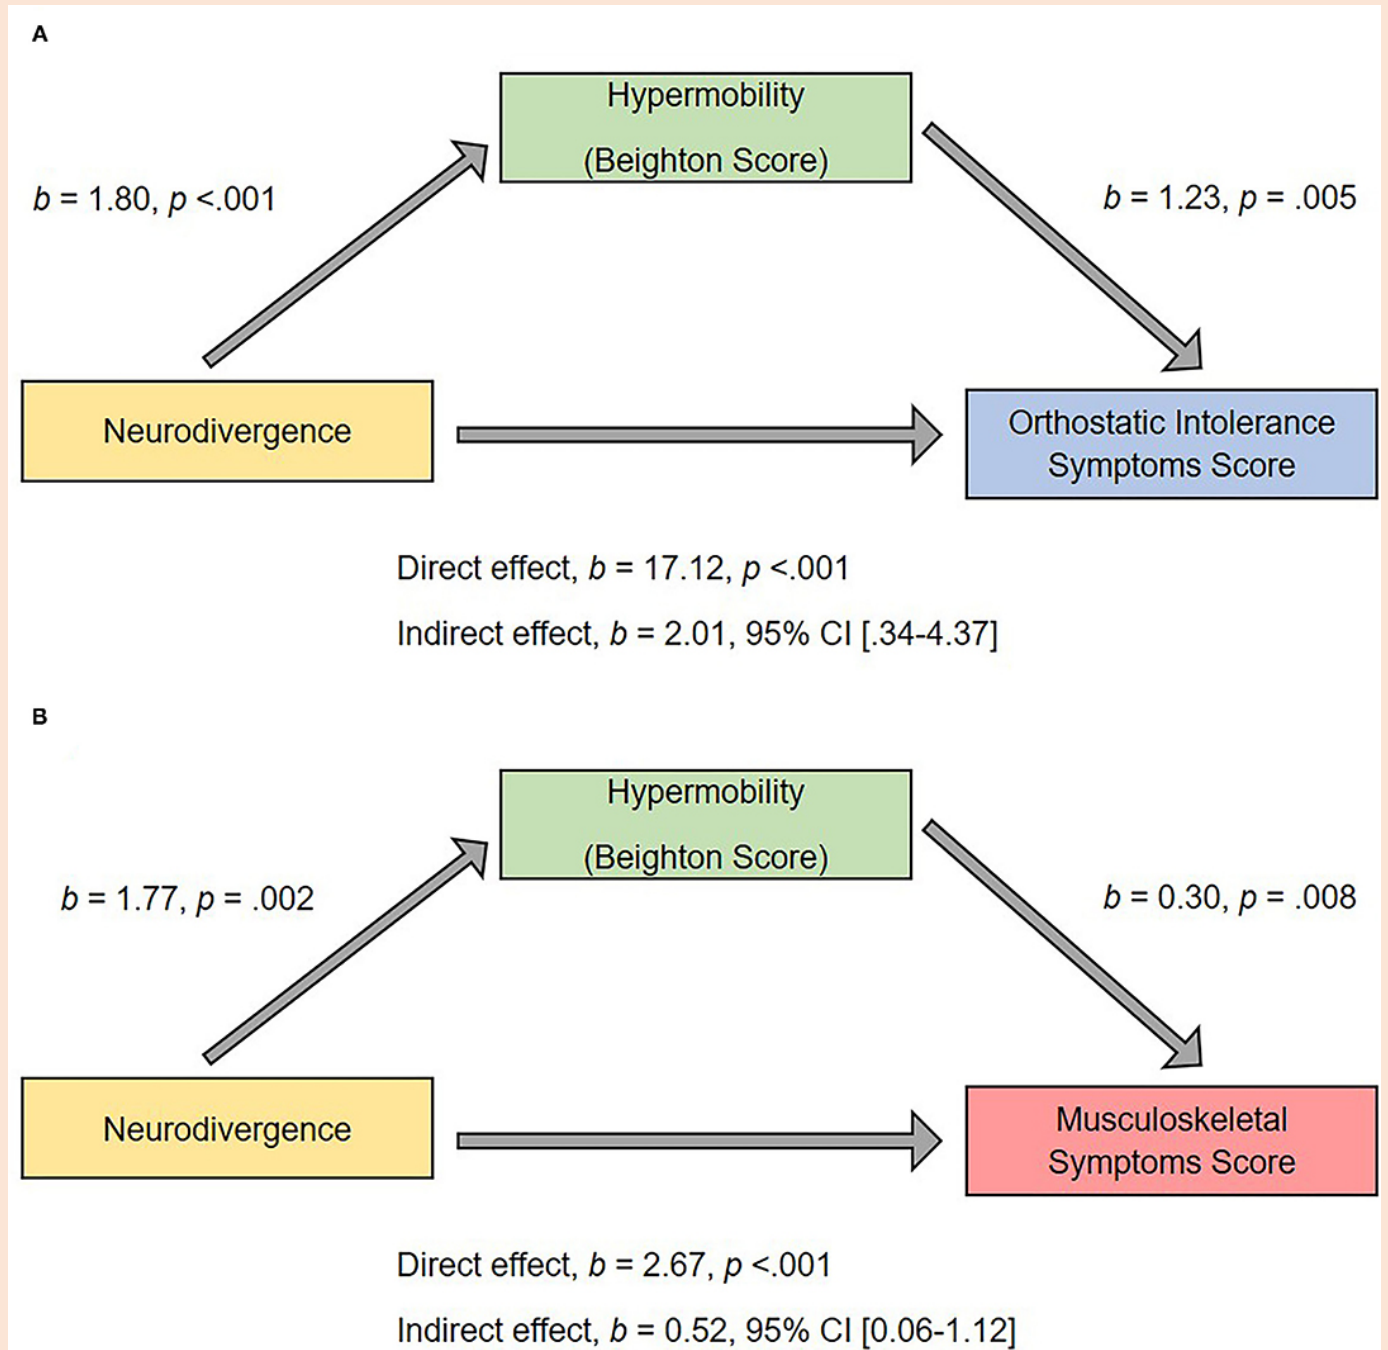 A
Hypermobility
(Beighton Score)
b = 1.80, p <.001
b = 1.23, p = .005
Neurodivergence
Orthostatic Intolerance
Symptoms Score
Direct effect, b = 17.12, p <.001
Indirect effect, b = 2.01, 95% CI [.34-4.37]
B
Hypermobility
(Beighton Score)
b = 1.77, p = .002
b = 0.30, p = .008
Neurodivergence
Musculoskeletal
Symptoms Score
Direct effect, b = 2.67, p <.001
Indirect effect, b = 0.52, 95% CI [0.06-1.12]